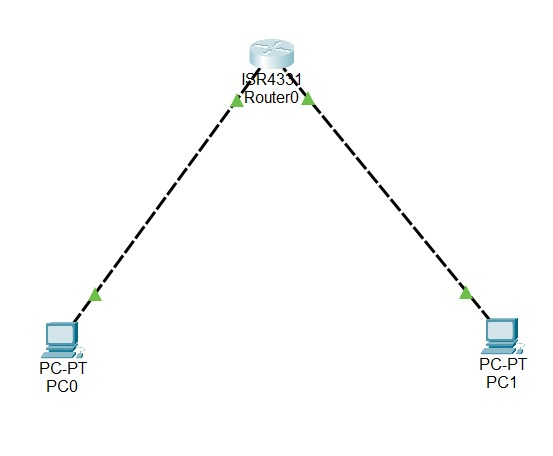 ISR4331
Router0
PC-PT
PC0
PC-PT
PC1